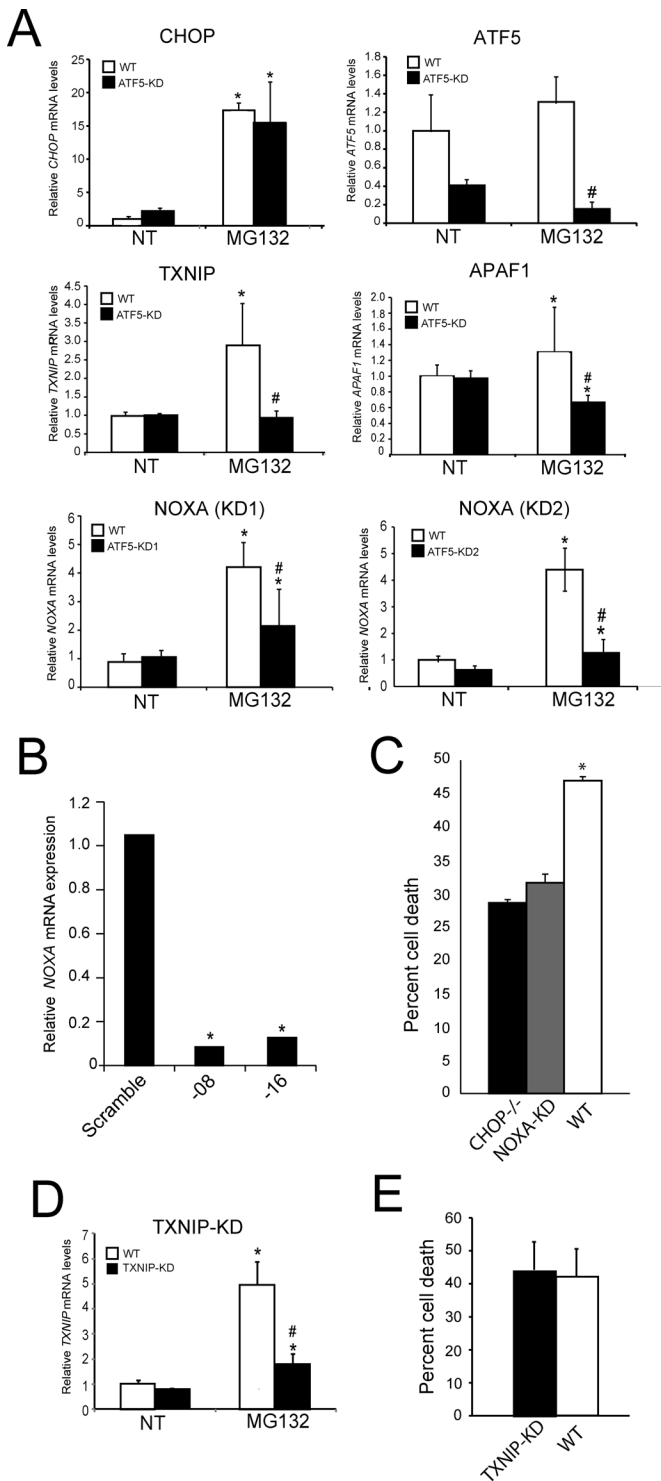 A
CHOP
WT
ATF5-KD
Relative CHOP mRNA levels
25
20
15
10
5
0
* *
NT MG132
ATF5
WT
ATF5-KD
Relative ATF5 mRNA levels
1.8
1.6
1.4
1.2
1.0
0.8
0.6
0.4
0.2
0
#
NT MG132
TXNIP
WT
ATF5-KD
Relative TXNIP mRNA levels
4.5
4.0
3.5
3.0
2.5
2.0
1.5
1.0
0.5
0
*
#
NT MG132
APAF1
WT
ATF5-KD
Relative APAF1 mRNA levels
2.0
1.8
1.6
1.4
1.2
1.0
0.8
0.6
0.4
0.2
0
*
#
*
NT MG132
NOXA (KD1)
WT
ATF5-KD1
Relative NOXA mRNA levels
6
5
4
3
2
1
0
*
#
*
NT MG132
NOXA (KD2)
WT
ATF5-KD2
Relative NOXA mRNA levels
6
5
4
3
2
1
0
*
#
*
NT MG132
B
Relative NOXA mRNA expression
1.2
1.0
0.8
0.6
0.4
0.2
0
* *
Scramble -08 -16
C
Percent cell death
50
45
40
35
30
25
20
15
10
5
0
*
CHOP-/- NOXA-KD WT
D
TXNIP-KD
WT
TXNIP-KD
Relative TXNIP mRNA levels
7
6
5
4
3
2
1
0
*
#
*
NT MG132
E
Percent cell death
60
50
40
30
20
10
0
TXNIP-KD WT